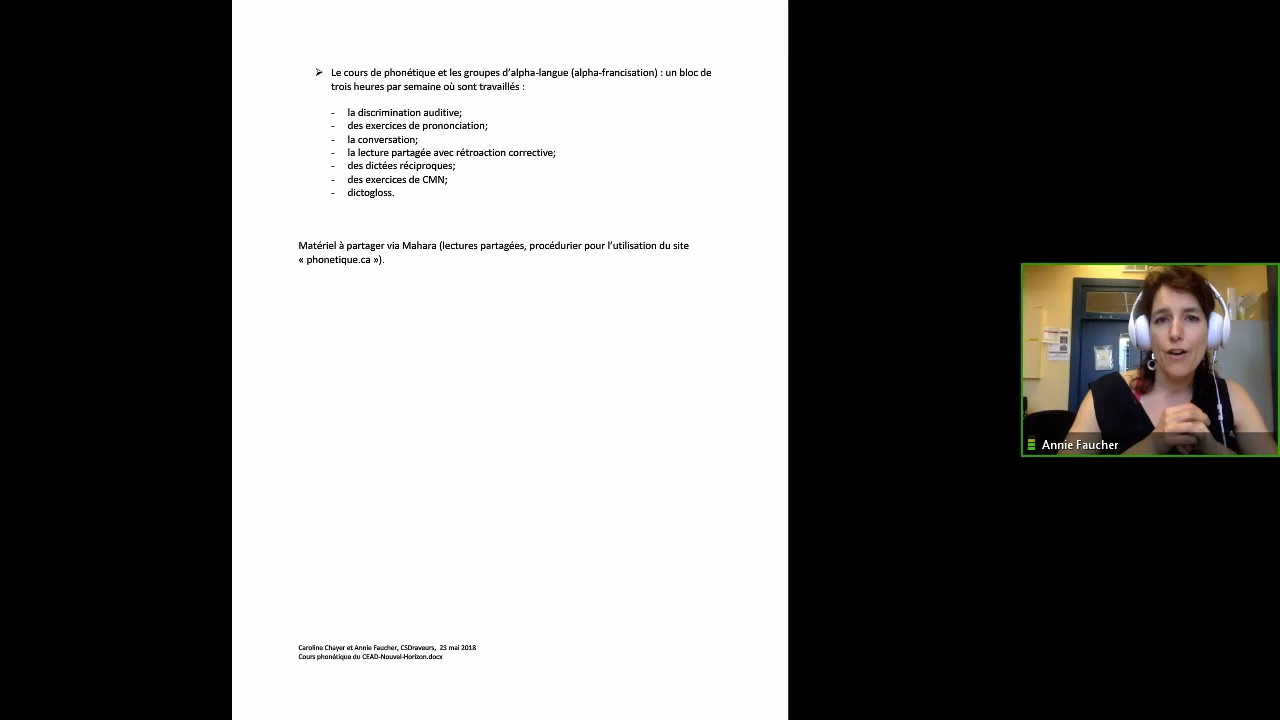 ➢ Le cours de phonétique et les groupes d’alpha-langue (alpha-francisation) : un bloc de
trois heures par semaine où sont travaillés :
- la discrimination auditive;
- des exercices de prononciation;
- la conversation;
- la lecture partagée avec rétroaction corrective;
- des dictées réciproques;
- des exercices de CMN;
- dictogloss.
Matériel à partager via Mahara (lectures partagées, procédurier pour l’utilisation du site
« phonetique.ca »).
Annie Faucher
Caroline Chayer et Annie Faucher, CSDraveurs, 23 mai 2018
Cours phonétique du CEAD-Nouvel-Horizon.docx